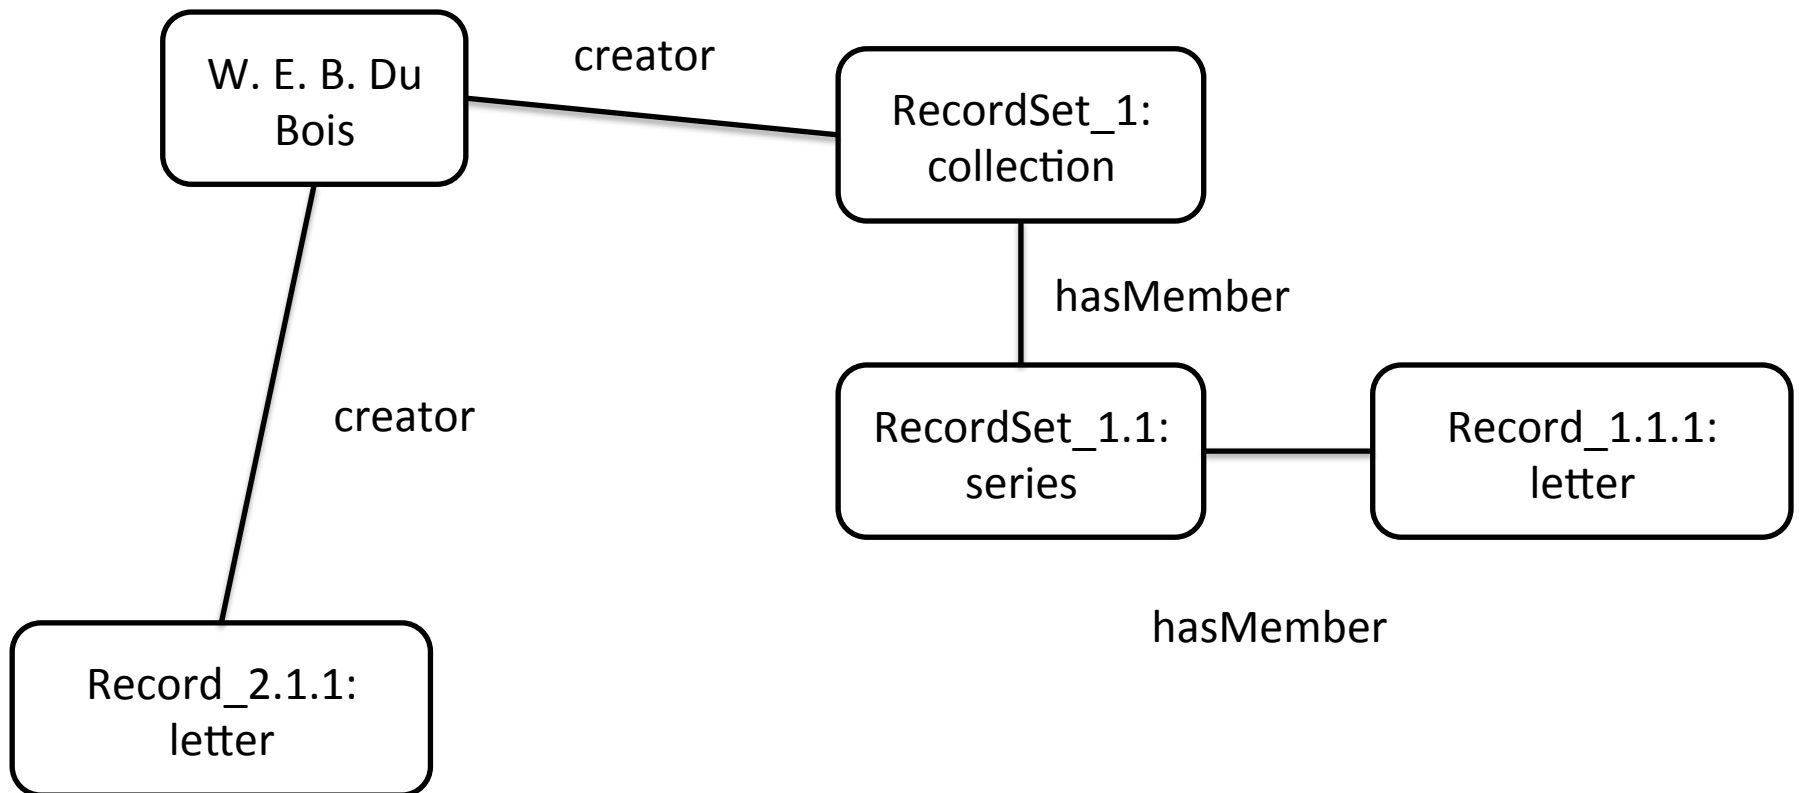 W. E. B. Du
Bois
creator
RecordSet_1:
collection
hasMember
creator
RecordSet_1.1:
series
Record_1.1.1:
letter
hasMember
Record_2.1.1:
letter